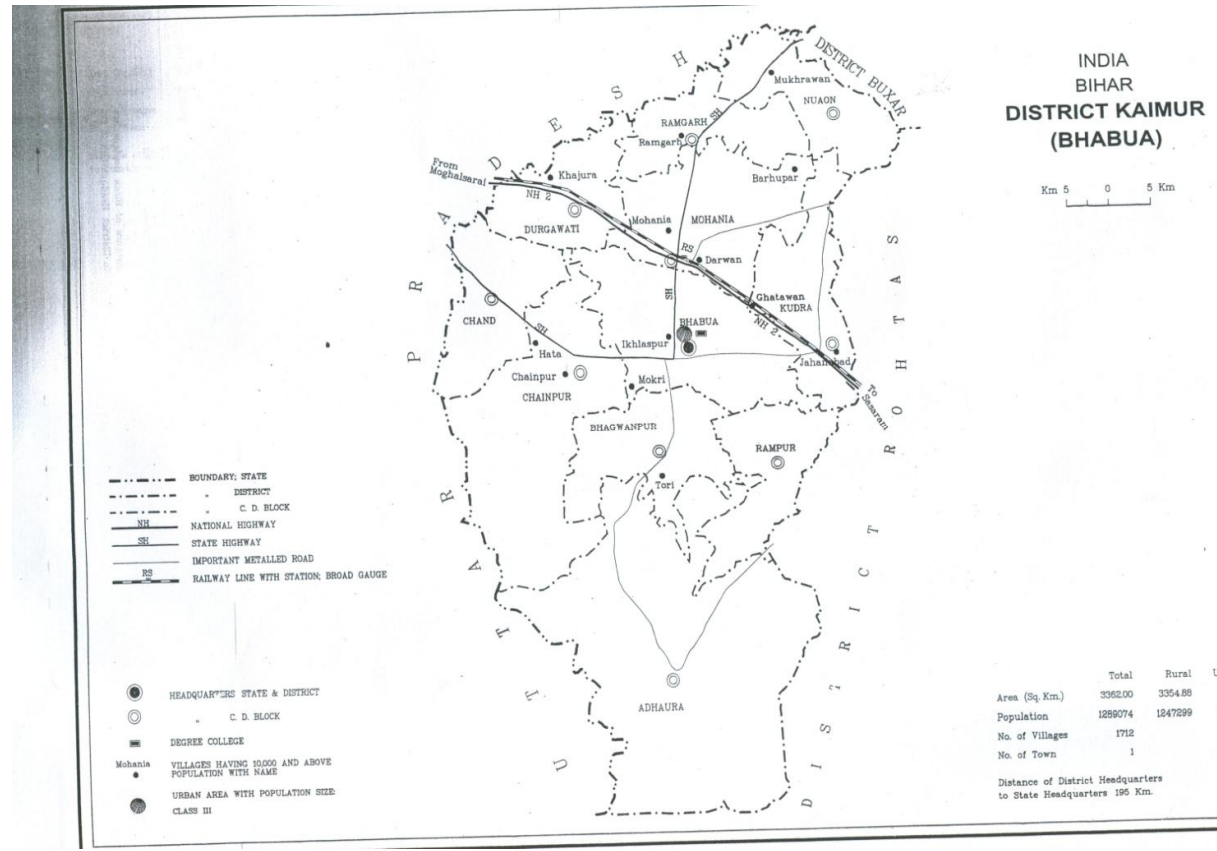 INDIA
BIHAR
DISTRICT KAIMUR
(BHABUA)
Km 5 0 5 Km
UTTAR PRADESH
DISTRICT BUXAR
DISTRICT ROHTAS
Mukhrawan
NUAON
SH
RAMGARH
Ramgarh
Barhupar
From
Moghalsarai
Khajura
NH 2
DURGAWATI
Mohania
MOHANIA
RS
Darwan
SH
Ghatawan
KUDRA
NH 2
CHAND
SH
Hata
BHABUA
Ikhlaspur
Jahanabad
To
Sasaram
Chainpur
CHAINPUR
Mokri
BHAGWANPUR
RAMPUR
Tori
ADHAURA
BOUNDARY; STATE
" DISTRICT
" C. D. BLOCK
NH NATIONAL HIGHWAY
SH STATE HIGHWAY
IMPORTANT METALLED ROAD
RS RAILWAY LINE WITH STATION; BROAD GAUGE
HEADQUARTERS STATE & DISTRICT
" C. D. BLOCK
DEGREE COLLEGE
Mohania VILLAGES HAVING 10,000 AND ABOVE
POPULATION WITH NAME
URBAN AREA WITH POPULATION SIZE:
CLASS III
Total Rural U
Area (Sq. Km.) 3362.00 3354.88
Population 1289074 1247299
No. of Villages 1712
No. of Town 1
Distance of District Headquarters
to State Headquarters 195 Km.